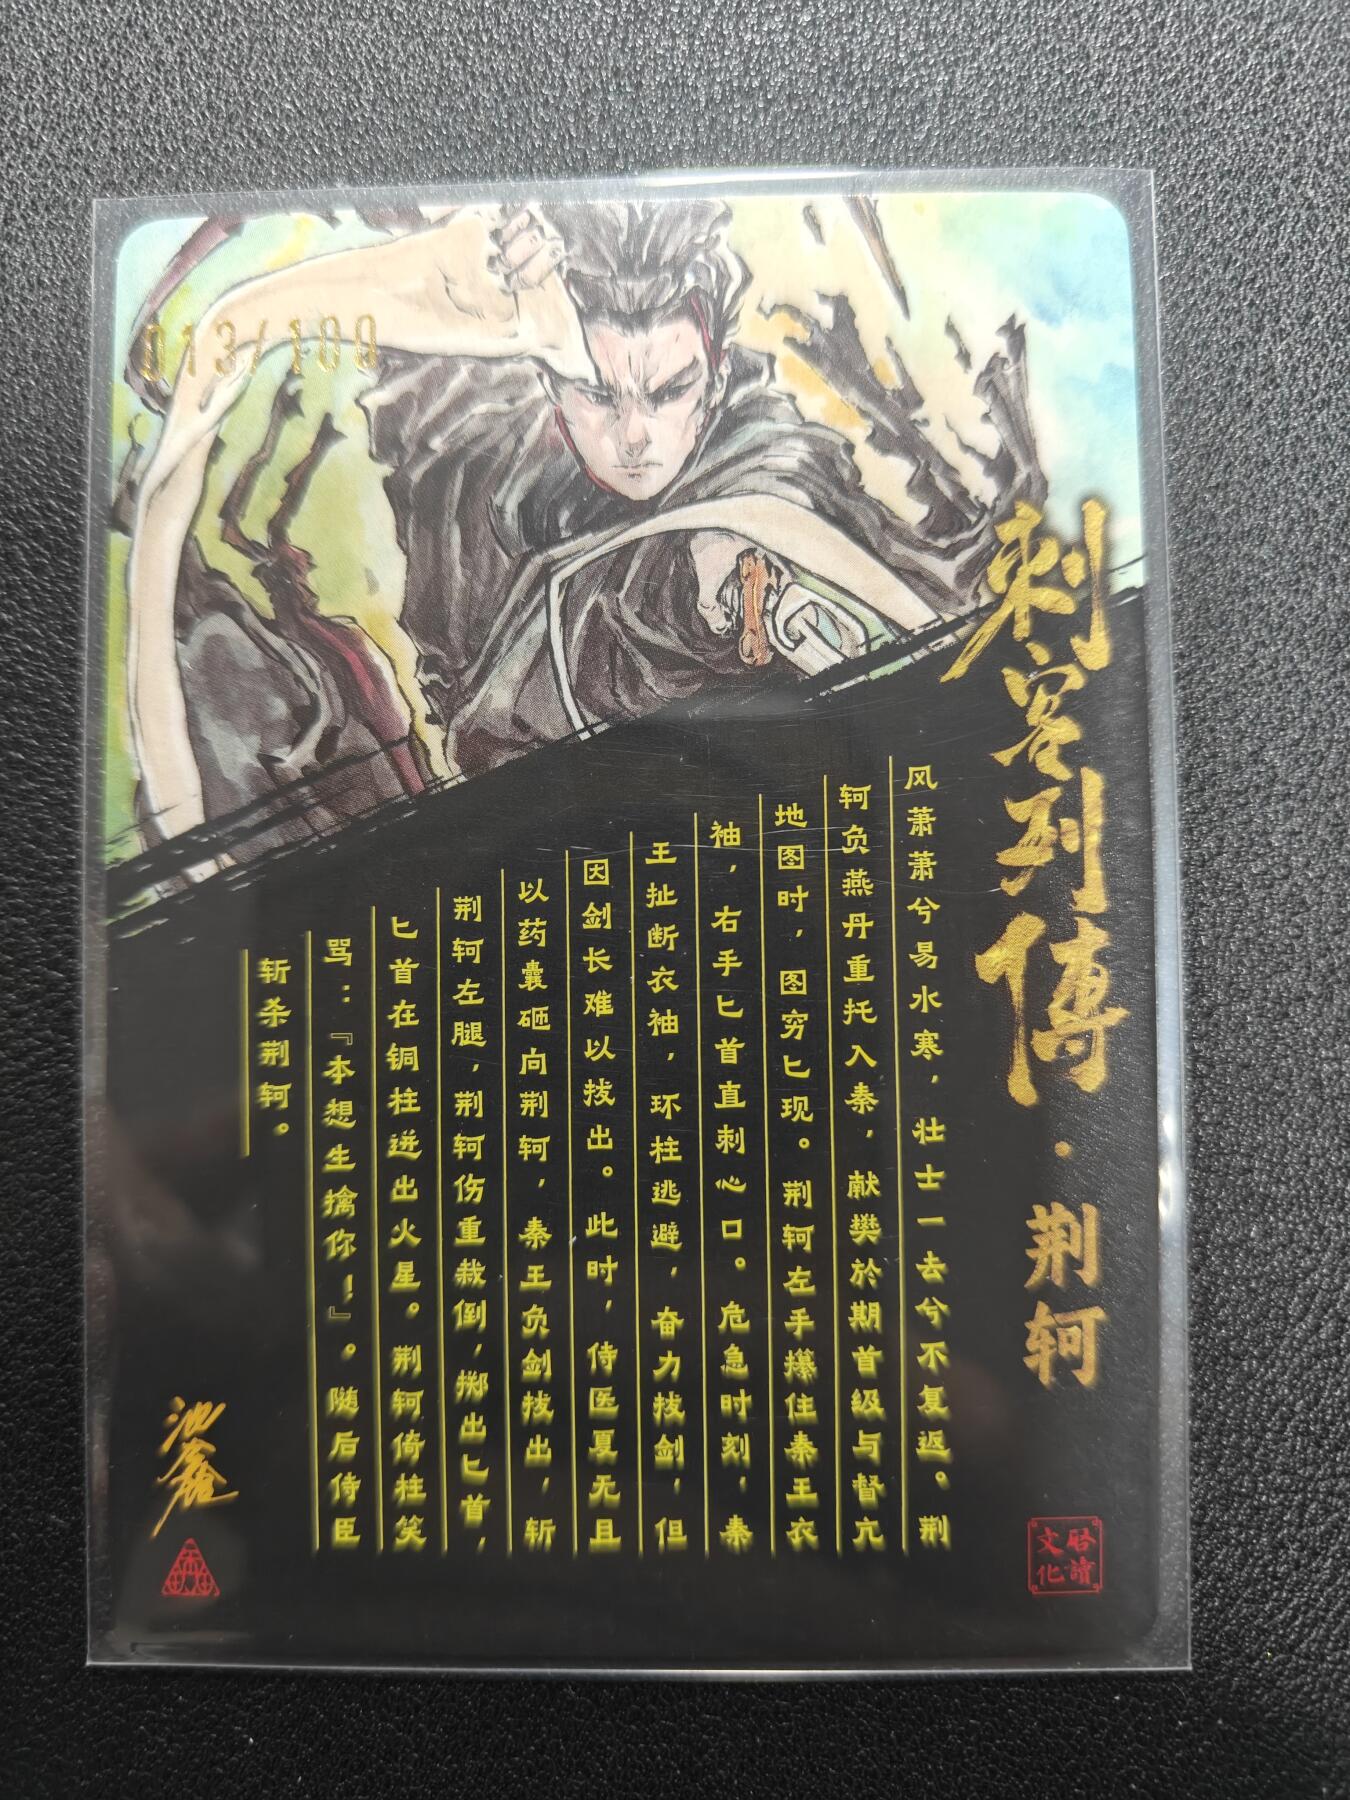 013/100
刺客列傳·荆轲
风萧萧兮易水寒，壮士一去兮不复返。荆
轲负燕丹重托入秦，献樊於期首级与督亢
地图时，图穷匕现。荆轲左手攥住秦王衣
袖，右手匕首直刺心口。危急时刻，秦
王扯断衣袖，环柱逃避，奋力拔剑，但
因剑长难以拔出。此时，侍医夏无且
以药囊砸向荆轲，秦王负剑拔出，斩
荆轲左腿，荆轲伤重栽倒，掷出匕首，
匕首在铜柱迸出火星。荆轲倚柱笑
骂：『本想生擒你！』。随后侍臣
斩杀荆轲。
文化